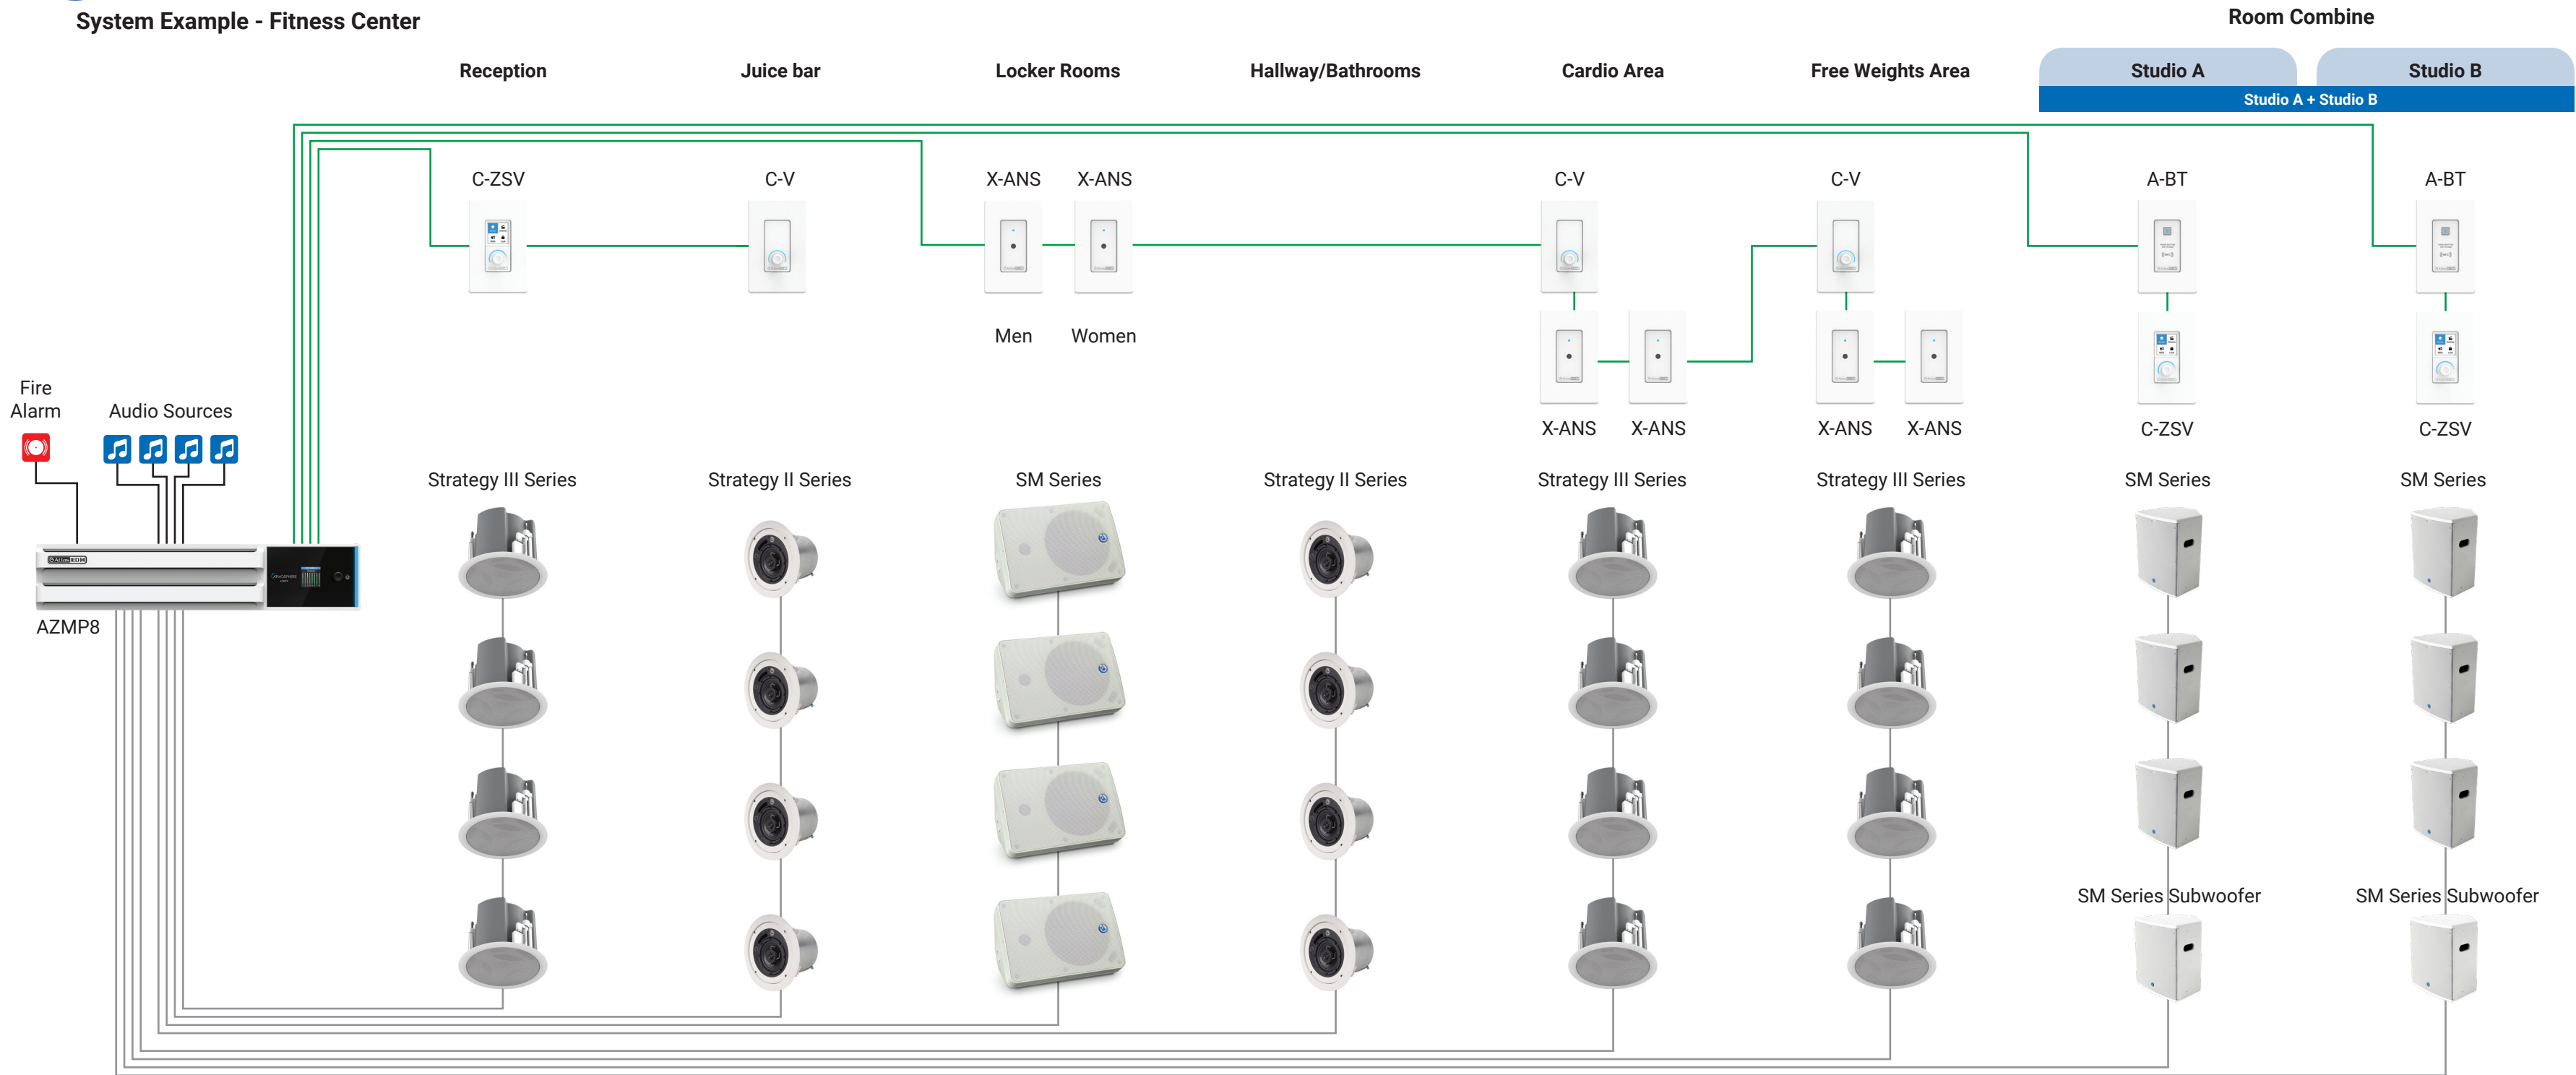 System Example - Fitness Center
Room Combine
Reception
Juice bar
Locker Rooms
Hallway/Bathrooms
Cardio Area
Free Weights Area
Studio A
Studio B
Studio A + Studio B
C-ZSV
C-V
X-ANS
X-ANS
C-V
C-V
A-BT
A-BT
Men
Women
Fire
Alarm
Audio Sources
X-ANS
X-ANS
X-ANS
X-ANS
C-ZSV
C-ZSV
Strategy III Series
Strategy II Series
SM Series
Strategy II Series
Strategy III Series
Strategy III Series
SM Series
SM Series
AtlasIED
AZMP8
SM Series Subwoofer
SM Series Subwoofer